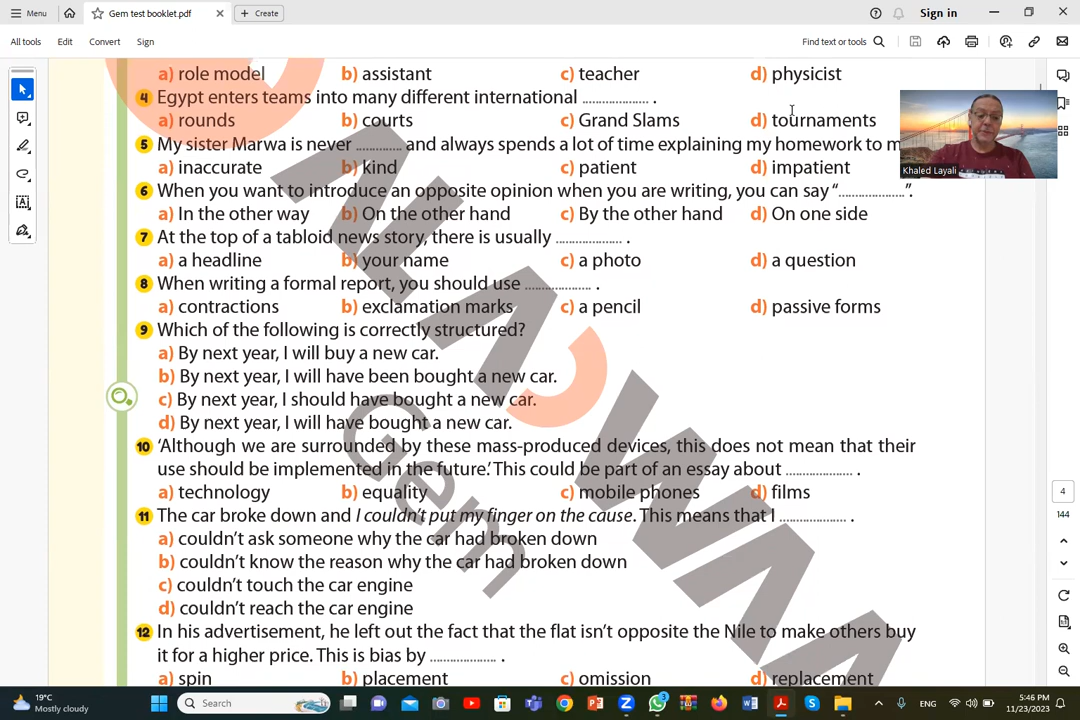 Menu
Gem test booklet.pdf
Create
Sign in
All tools
Edit
Convert
Sign
Find text or tools
a) role model b) assistant c) teacher d) physicist
4 Egypt enters teams into many different international .................... .
a) rounds b) courts c) Grand Slams d) tournaments
5 My sister Marwa is never ............. and always spends a lot of time explaining my homework to m
a) inaccurate b) kind c) patient d) impatient
6 When you want to introduce an opposite opinion when you are writing, you can say “....................”.
a) In the other way b) On the other hand c) By the other hand d) On one side
7 At the top of a tabloid news story, there is usually .................... .
a) a headline b) your name c) a photo d) a question
8 When writing a formal report, you should use .................... .
a) contractions b) exclamation marks c) a pencil d) passive forms
9 Which of the following is correctly structured?
a) By next year, I will buy a new car.
b) By next year, I will have been bought a new car.
c) By next year, I should have bought a new car.
d) By next year, I will have bought a new car.
10 ‘Although we are surrounded by these mass-produced devices, this does not mean that their
use should be implemented in the future.’ This could be part of an essay about .................... .
a) technology b) equality c) mobile phones d) films
11 The car broke down and I couldn’t put my finger on the cause. This means that I .................... .
a) couldn’t ask someone why the car had broken down
b) couldn’t know the reason why the car had broken down
c) couldn’t touch the car engine
d) couldn’t reach the car engine
12 In his advertisement, he left out the fact that the flat isn’t opposite the Nile to make others buy
it for a higher price. This is bias by .................... .
a) spin b) placement c) omission d) replacement
Gem
Khaled Layali
4
144
19°C
Mostly cloudy
Search
3
ENG
5:46 PM
11/23/2023